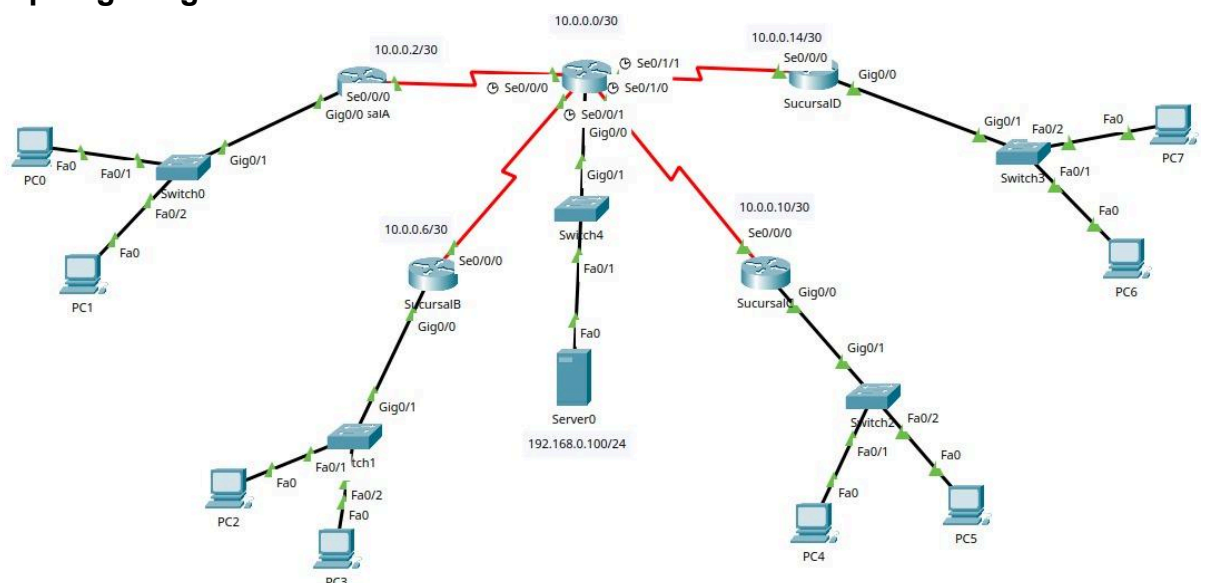 10.0.0.0/30
10.0.0.2/30
10.0.0.14/30
Se0/0/0
Se0/1/1
Se0/0/0
Se0/0/0
Se0/1/0
Gig0/0
salA
SucursalD
Gig0/0
Se0/0/1
Gig0/0
Gig0/1
Fa0/2
Fa0
PC7
Fa0
Fa0/1
Gig0/1
PC0
Switch0
Gig0/1
Switch3
Fa0/1
Fa0/2
Fa0
10.0.0.10/30
10.0.0.6/30
Switch4
Se0/0/0
Fa0
PC1
Se0/0/0
Fa0/1
PC6
SucursalB
Gig0/0
Gig0/0
Fa0
Gig0/1
Server0
192.168.0.100/24
Gig0/1
Switch2
Fa0/2
Fa0/1
Fa0/1
tch1
Fa0
Fa0
Fa0
Fa0/2
Fa0
PC2
PC4
PC5
PC3